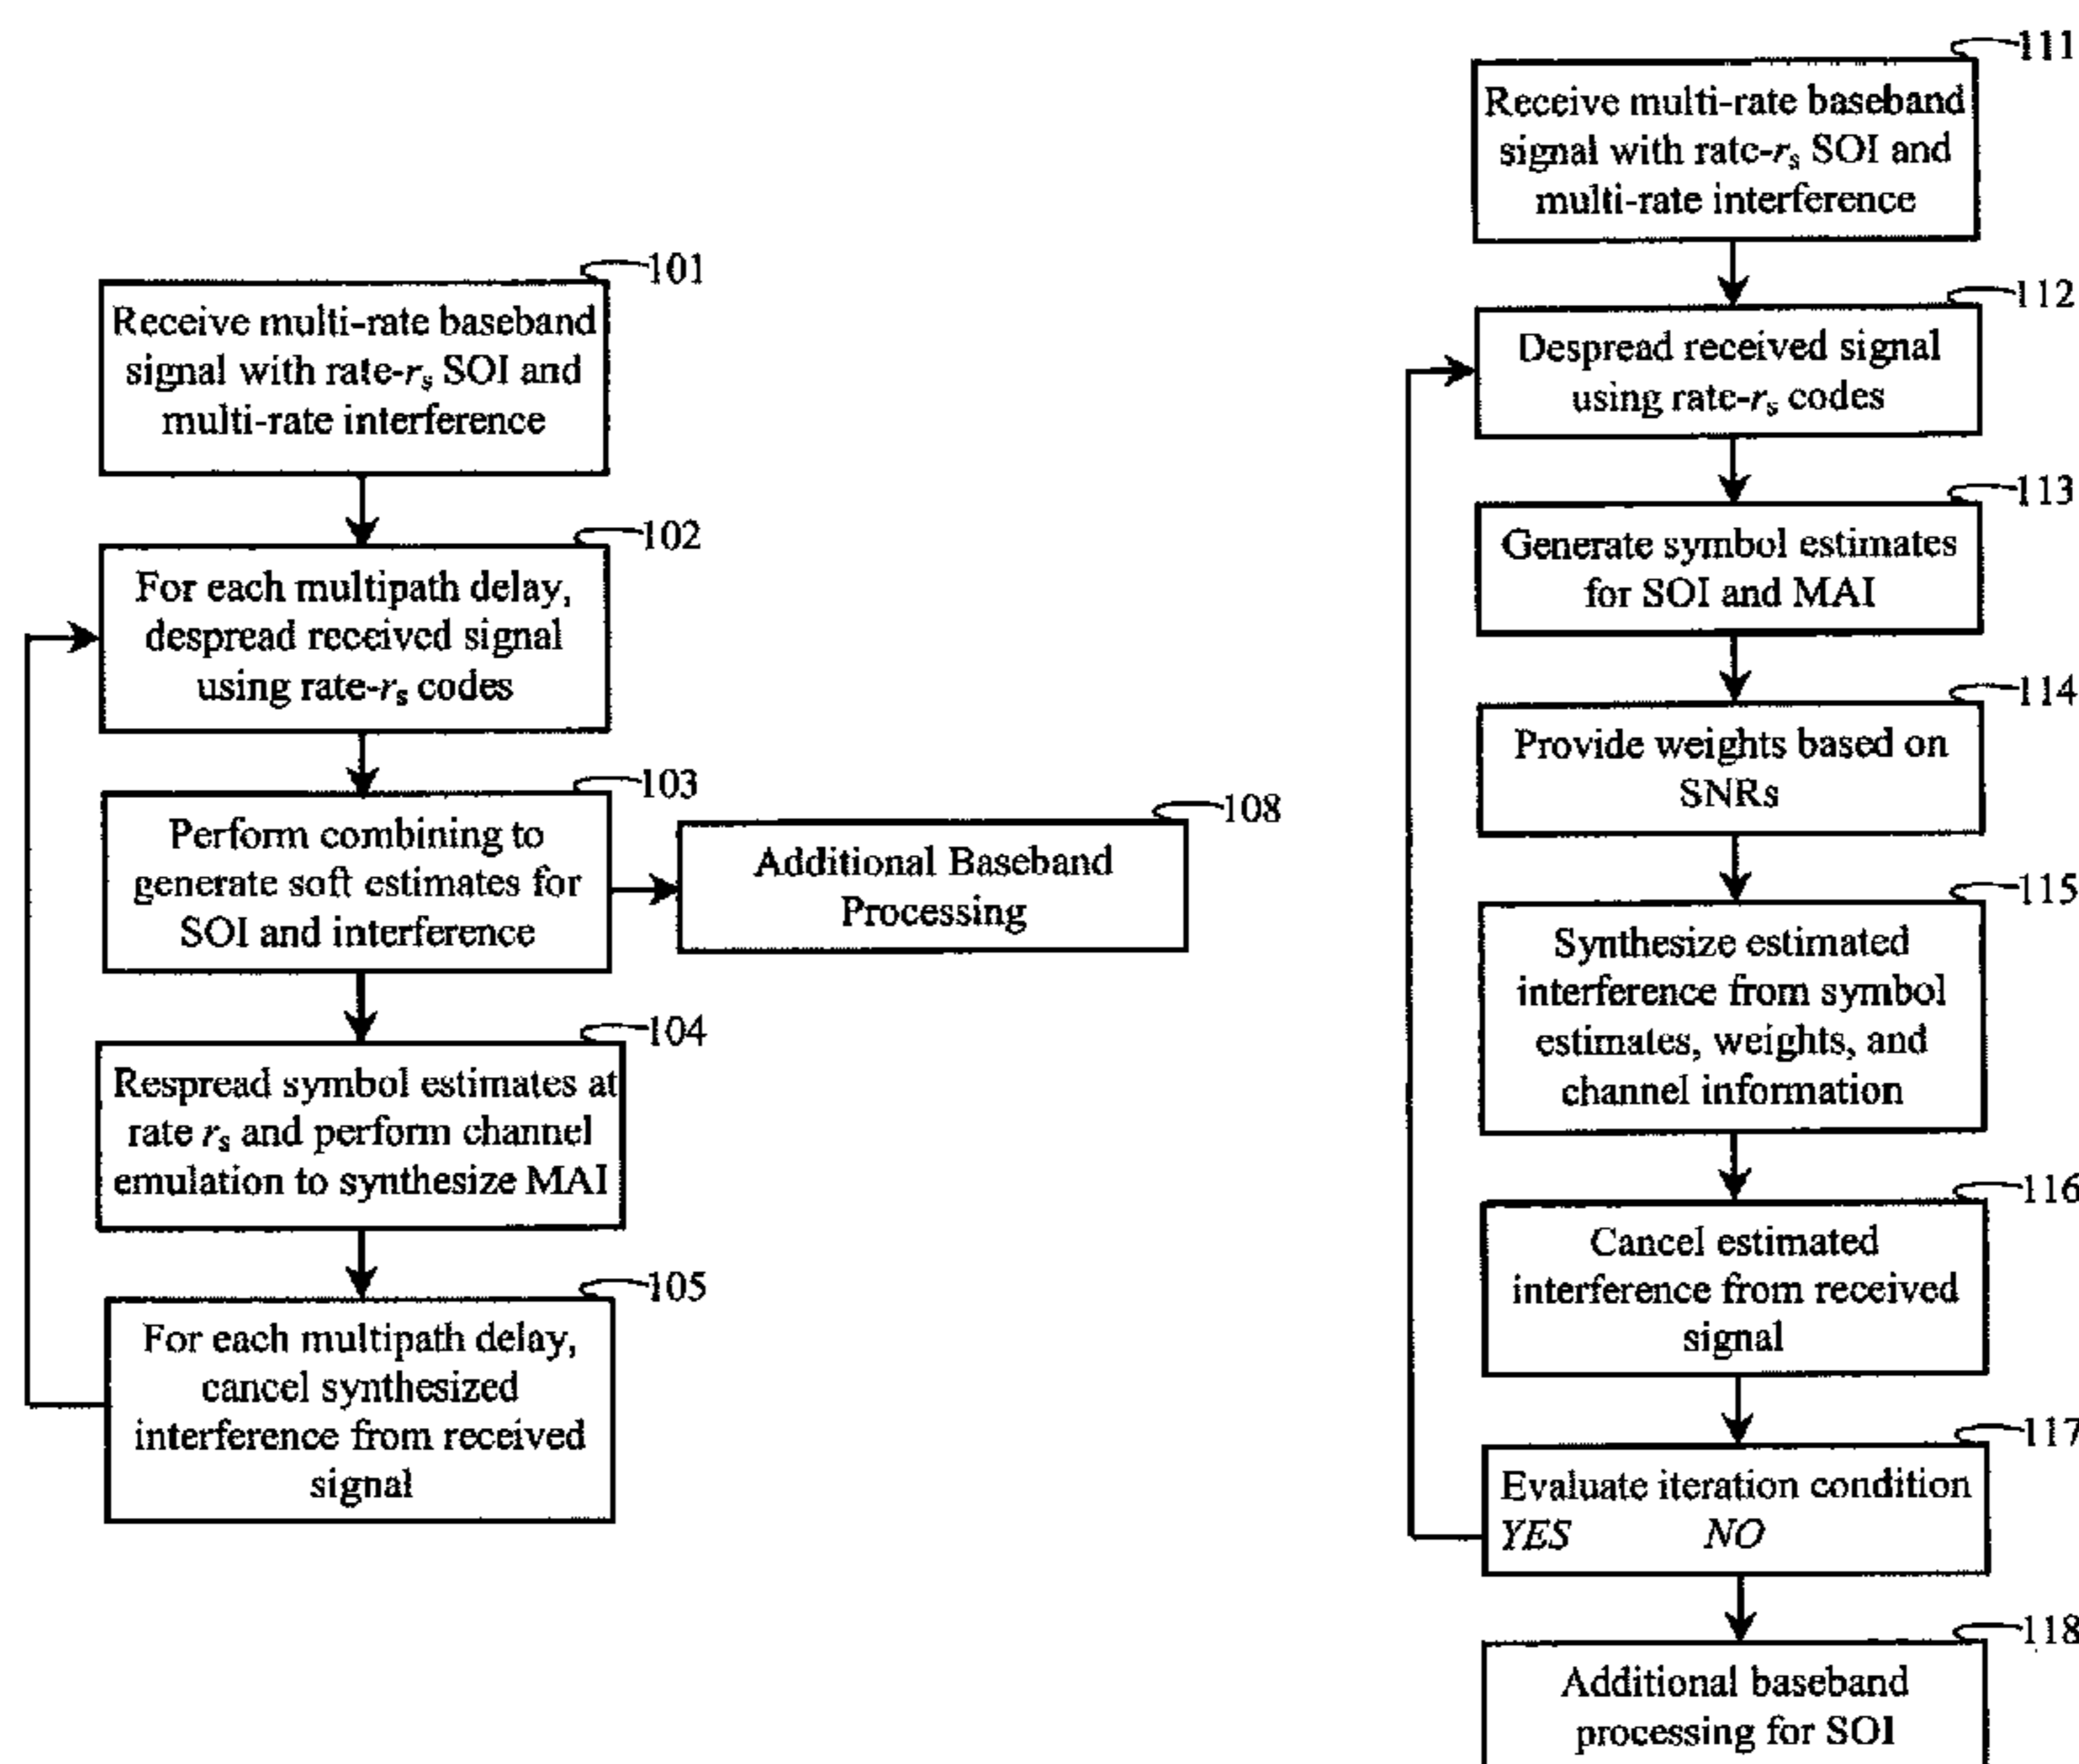 101
Receive multi-rate baseband
signal with rate-rs SOI and
multi-rate interference
102
For each multipath delay,
despread received signal
using rate-rs codes
103
Perform combining to
generate soft estimates for
SOI and interference
108
Additional Baseband
Processing
104
Respread symbol estimates at
rate rs and perform channel
emulation to synthesize MAI
105
For each multipath delay,
cancel synthesized
interference from received
signal
111
Receive multi-rate baseband
signal with rate-rs SOI and
multi-rate interference
112
Despread received signal
using rate-rs codes
113
Generate symbol estimates
for SOI and MAI
114
Provide weights based on
SNRs
115
Synthesize estimated
interference from symbol
estimates, weights, and
channel information
116
Cancel estimated
interference from received
signal
117
Evaluate iteration condition
YES NO
118
Additional baseband
processing for SOI